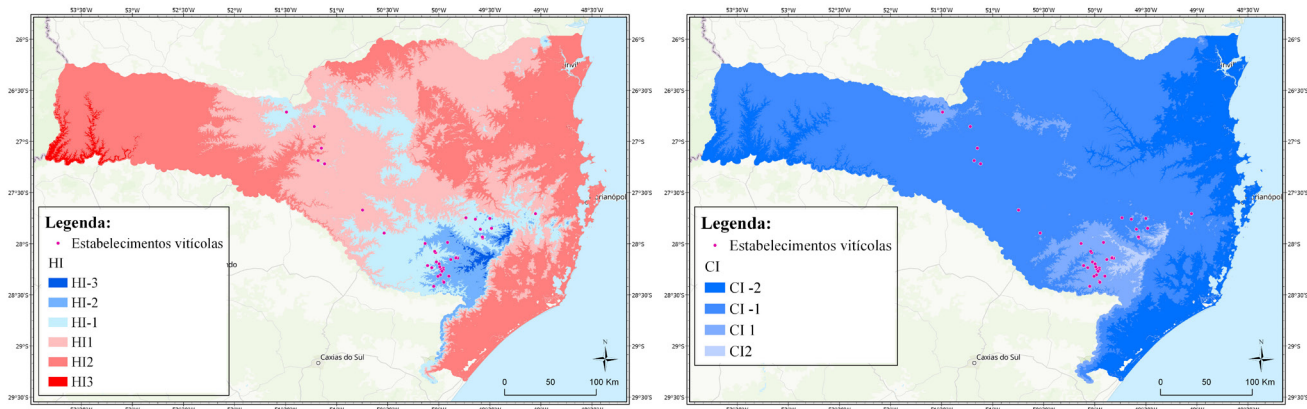 53°30'W 53°W 52°30'W 52°W 51°30'W 51°W 50°30'W 50°W 49°30'W 49°W 48°30'W
26°S
26°30'S
27°S
27°30'S
28°S
28°30'S
29°S
29°30'S
Legenda:
Estabelecimentos vitícolas
HI
HI-3
HI-2
HI-1
HI1
HI2
HI3
Caxias do Sul
rianópol
N
0 50 100 Km
53°30'W 53°W 52°30'W 52°W 51°30'W 51°W 50°30'W 50°W 49°30'W 49°W 48°30'W
26°S
26°30'S
27°S
27°30'S
28°S
28°30'S
29°S
29°30'S
Legenda:
Estabelecimentos vitícolas
CI
CI -2
CI -1
CI 1
CI2
Caxias do Sul
rianópol
N
0 50 100 Km